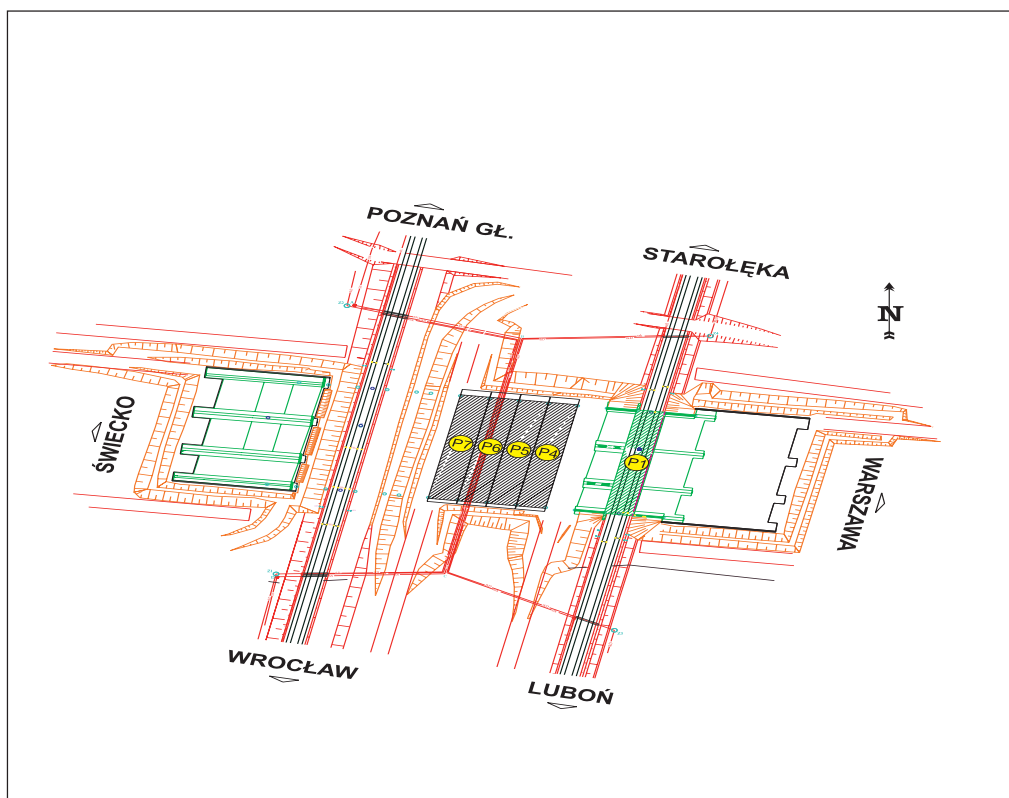 POZNAŃ GŁ.
STAROŁĘKA
N
ŚWIECKO
P7
P6
P5
P4
P1
WARSZAWA
WROCŁAW
LUBOŃ